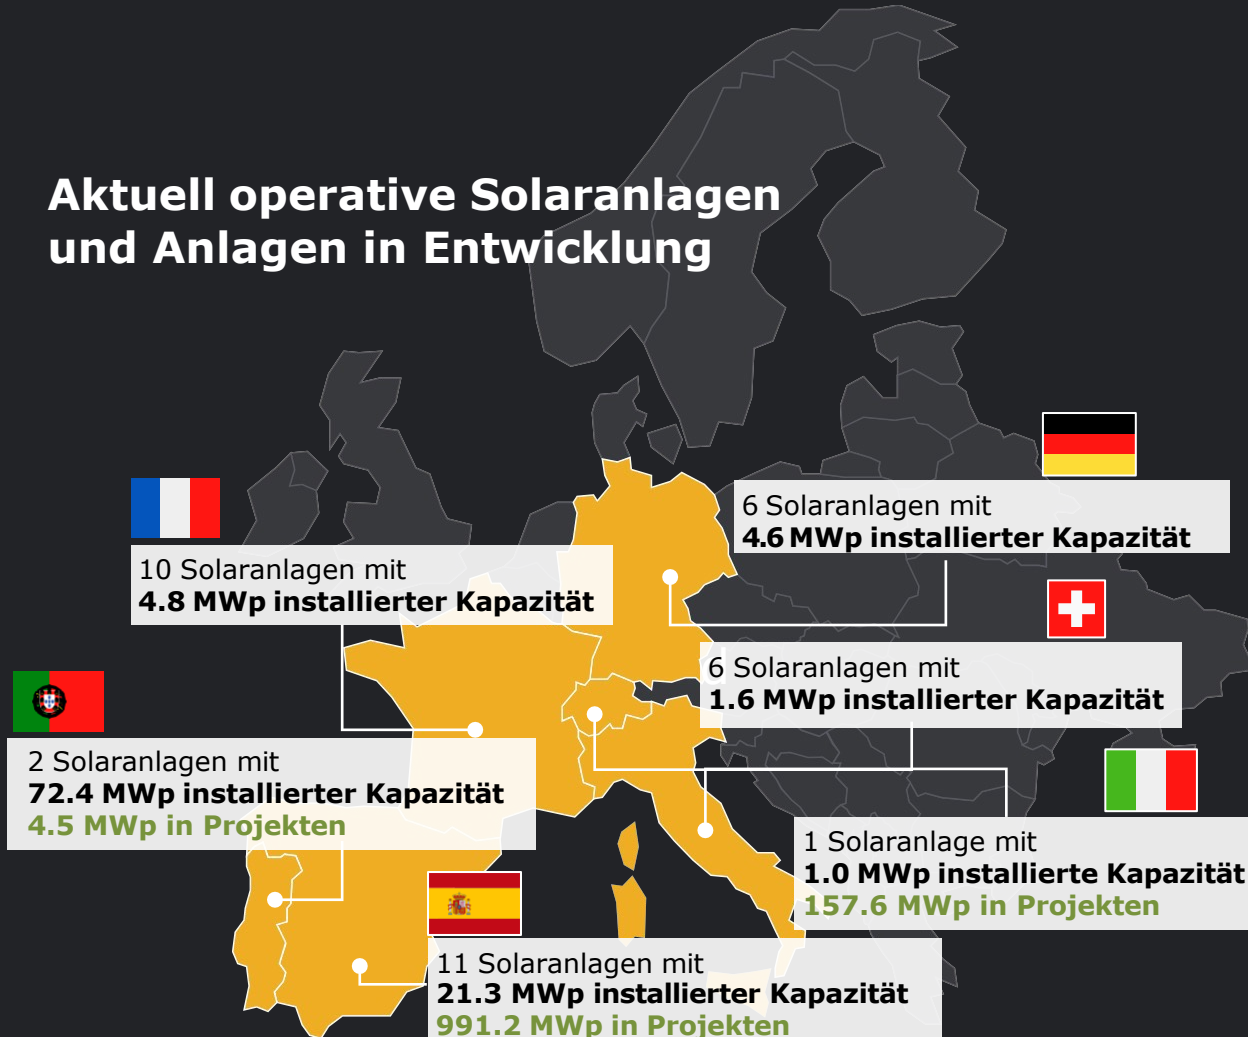 Aktuell operative Solaranlagen
und Anlagen in Entwicklung
6 Solaranlagen mit
4.6 MWp installierter Kapazität
10 Solaranlagen mit
4.8 MWp installierter Kapazität
6 Solaranlagen mit
1.6 MWp installierter Kapazität
2 Solaranlagen mit
72.4 MWp installierter Kapazität
4.5 MWp in Projekten
1 Solaranlage mit
1.0 MWp installierte Kapazität
157.6 MWp in Projekten
11 Solaranlagen mit
21.3 MWp installierter Kapazität
991.2 MWp in Projekten